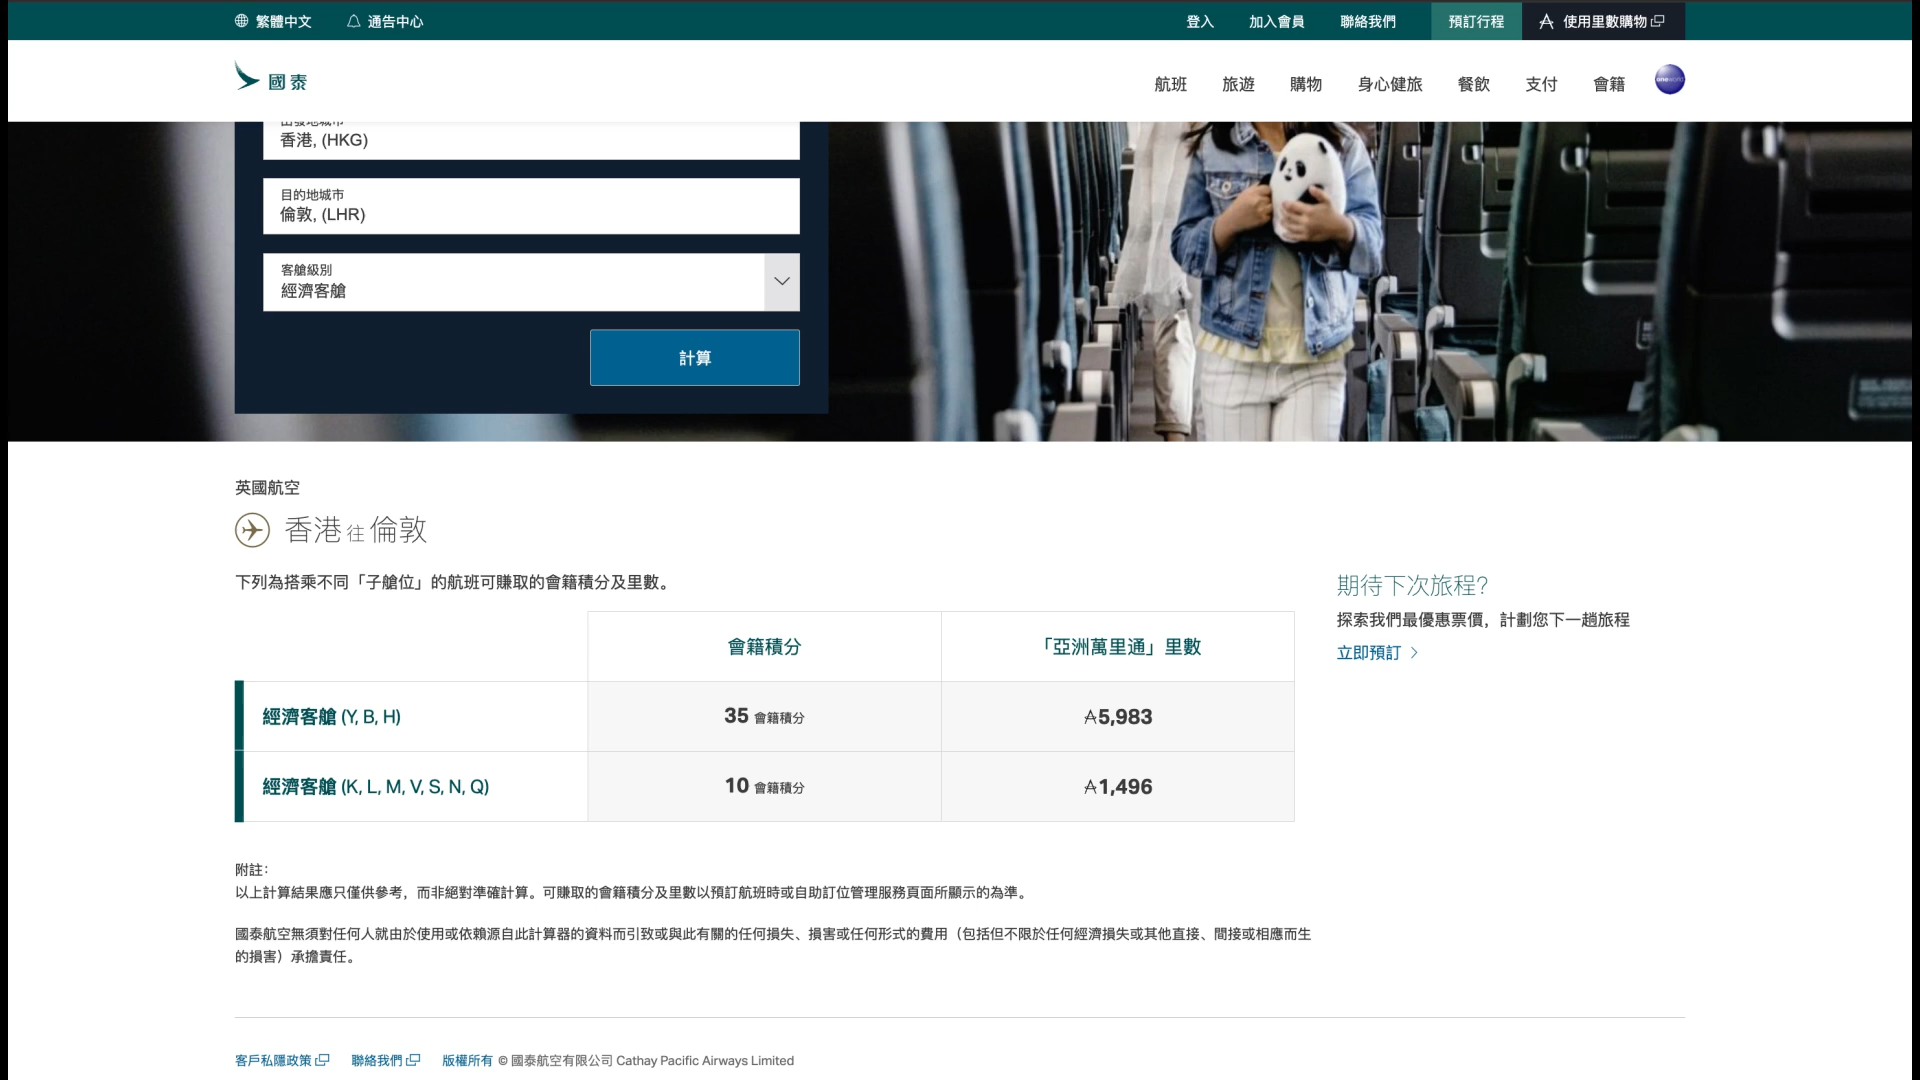 繁體中文 通告中心 登入 加入會員 聯絡我們 預訂行程 使用里數購物
國泰 航班 旅遊 購物 身心健旅 餐飲 支付 會籍 oneworld
出發地城市
香港, (HKG)
目的地城市
倫敦, (LHR)
客艙級別
經濟客艙
計算
英國航空
香港 往 倫敦
下列為搭乘不同「子艙位」的航班可賺取的會籍積分及里數。
會籍積分 「亞洲萬里通」里數
經濟客艙 (Y, B, H) 35 會籍積分 5,983
經濟客艙 (K, L, M, V, S, N, Q) 10 會籍積分 1,496
期待下次旅程?
探索我們最優惠票價，計劃您下一趟旅程
立即預訂
附註：
以上計算結果應只僅供參考，而非絕對準確計算。可賺取的會籍積分及里數以預訂航班時或自助訂位管理服務頁面所顯示的為準。
國泰航空無須對任何人就由於使用或依賴源自此計算器的資料而引致或與此有關的任何損失、損害或任何形式的費用（包括但不限於任何經濟損失或其他直接、間接或相應而生
的損害）承擔責任。
客戶私隱政策 聯絡我們 版權所有 © 國泰航空有限公司 Cathay Pacific Airways Limited